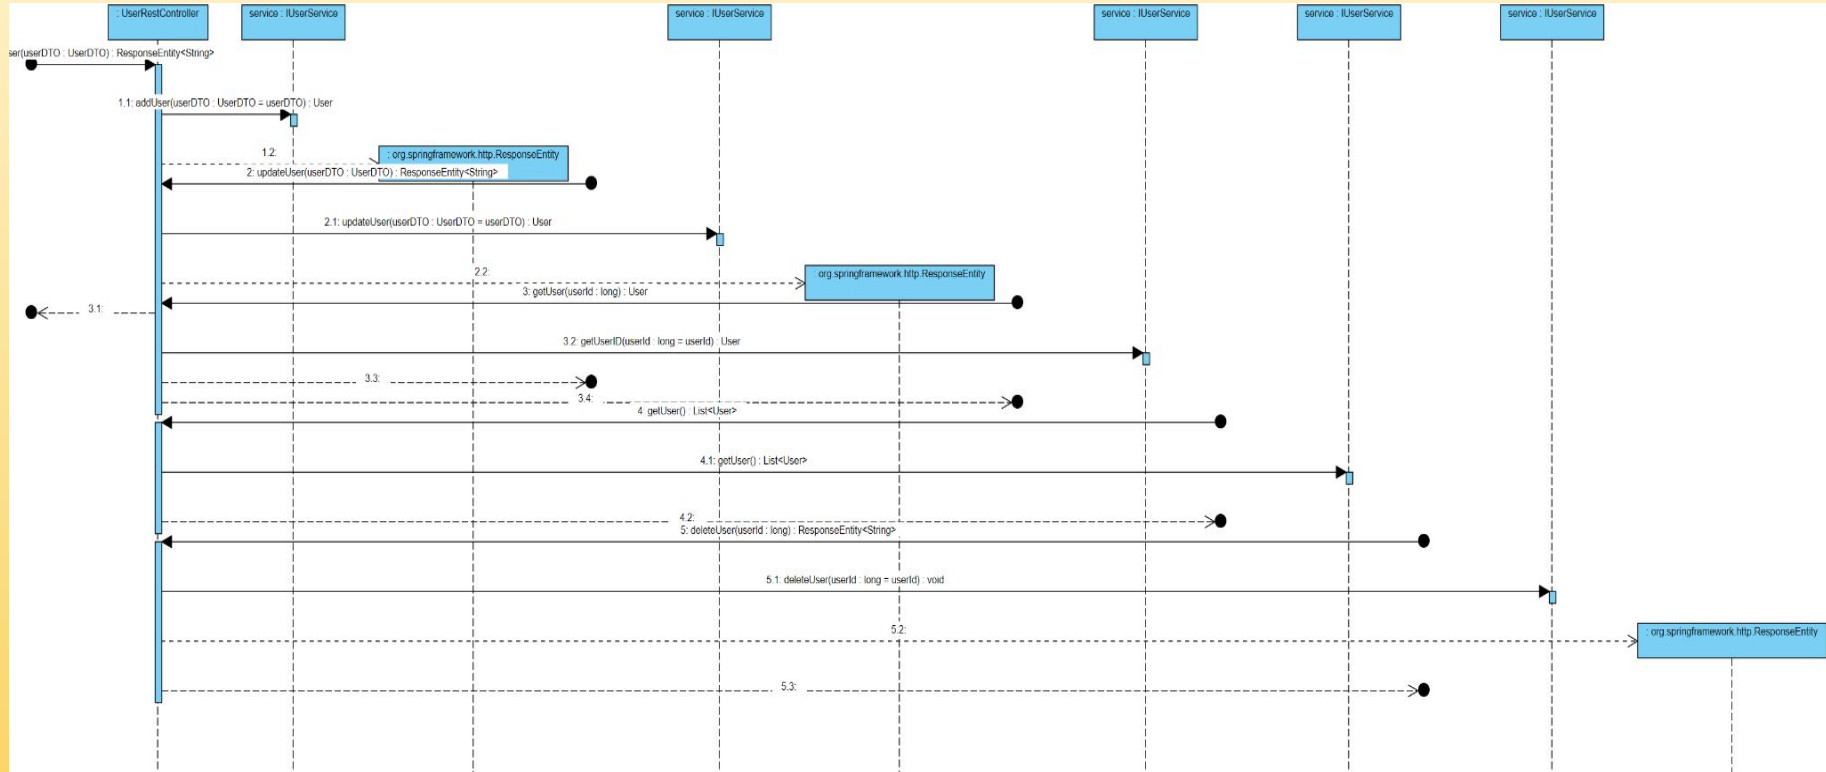 : UserRestController
service : IUserService
service : IUserService
service : IUserService
service : IUserService
service : IUserService
ser(userDTO : UserDTO) : ResponseEntity<String>
1.1: addUser(userDTO : UserDTO = userDTO) : User
1.2:
: org.springframework.http.ResponseEntity
2: updateUser(userDTO : UserDTO) : ResponseEntity<String>
2.1: updateUser(userDTO : UserDTO = userDTO) : User
2.2:
: org.springframework.http.ResponseEntity
3: getUser(userId : long) : User
3.1:
3.2: getUserID(userId : long = userId) : User
3.3:
3.4:
4: getUser() : List<User>
4.1: getUser() : List<User>
4.2:
5: deleteUser(userId : long) : ResponseEntity<String>
5.1: deleteUser(userId : long = userId) : void
5.2:
: org.springframework.http.ResponseEntity
5.3: